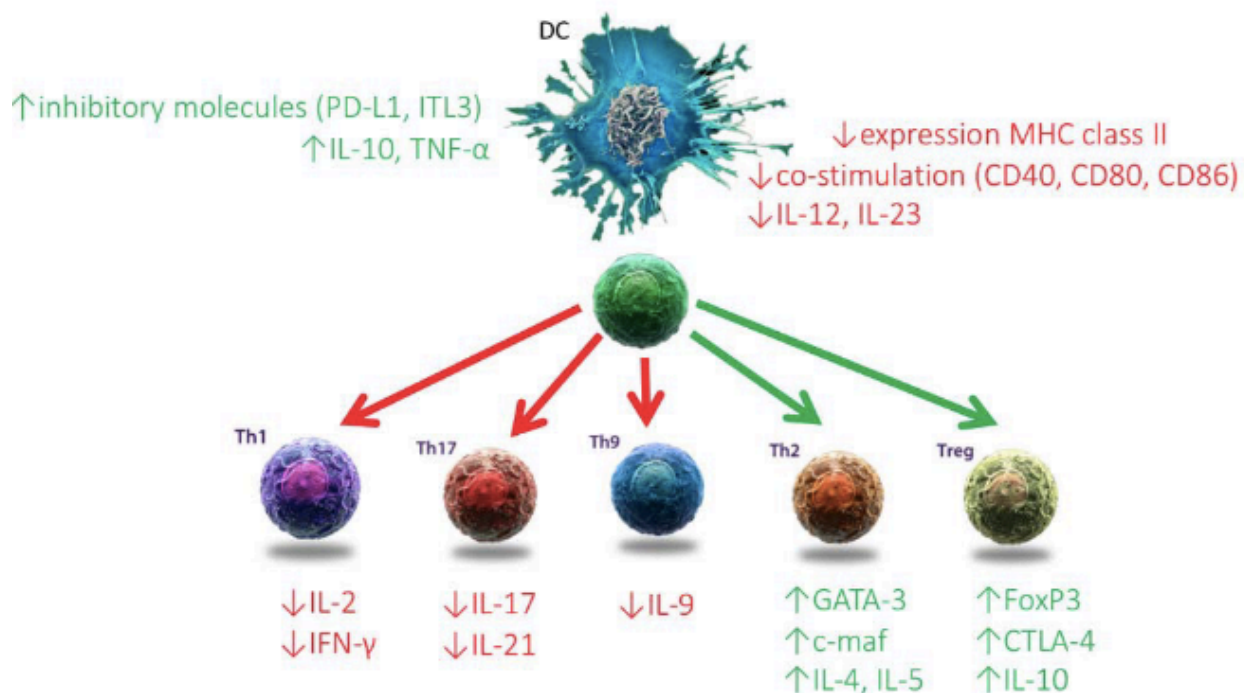 DC
↑inhibitory molecules (PD-L1, ITL3)
↑IL-10, TNF-α
↓expression MHC class II
↓co-stimulation (CD40, CD80, CD86)
↓IL-12, IL-23
Th1
Th17
Th9
Th2
Treg
↓IL-2
↓IFN-γ
↓IL-17
↓IL-21
↓IL-9
↑GATA-3
↑c-maf
↑IL-4, IL-5
↑FoxP3
↑CTLA-4
↑IL-10